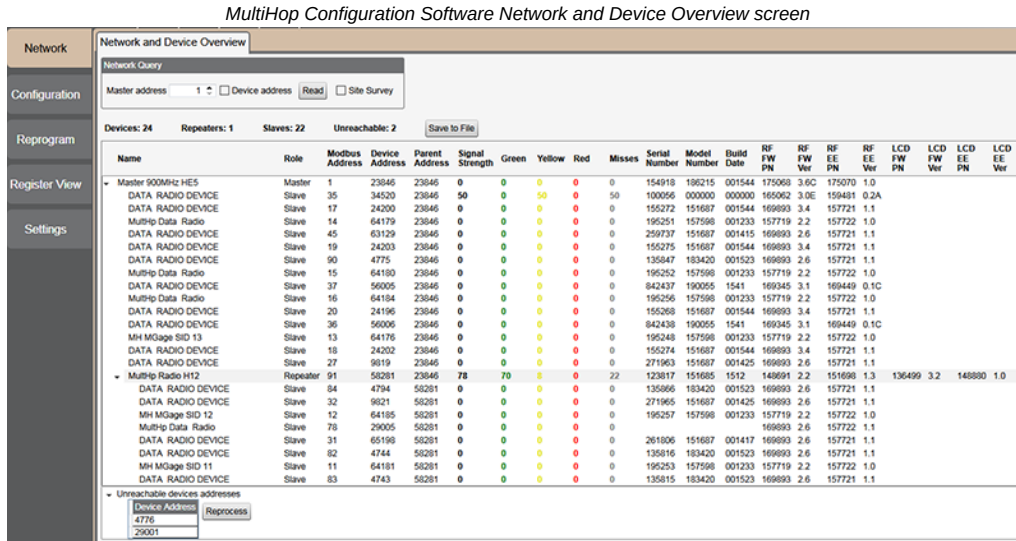 MultiHop Configuration Software Network and Device Overview screen
Network
Configuration
Reprogram
Register View
Settings
Network and Device Overview
Network Query
Master address 1 Device address Read Site Survey
Devices: 24 Repeaters: 1 Slaves: 22 Unreachable: 2 Save to File
Name Role Modbus Address Device Address Parent Address Signal Strength Green Yellow Red Misses Serial Number Model Number Build Date RF FW PN RF FW Ver RF EE PN RF EE Ver LCD FW PN LCD FW Ver LCD EE PN LCD EE Ver
Master 900MHz HE5 Master 1 23846 23846 0 0 0 0 0 154918 186215 001544 175068 3.6C 175070 1.0
DATA RADIO DEVICE Slave 35 34520 23846 50 0 50 0 50 100056 000000 000000 165062 3.0E 159481 0.2A
DATA RADIO DEVICE Slave 17 24200 23846 0 0 0 0 0 155272 151687 001544 169893 3.4 157721 1.1
MultHp Data Radio Slave 14 64179 23846 0 0 0 0 0 195251 157598 001233 157719 2.2 157722 1.0
DATA RADIO DEVICE Slave 45 63129 23846 0 0 0 0 0 259737 151687 001415 169893 2.6 157721 1.1
DATA RADIO DEVICE Slave 19 24203 23846 0 0 0 0 0 155275 151687 001544 169893 3.4 157721 1.1
DATA RADIO DEVICE Slave 90 4775 23846 0 0 0 0 0 135847 183420 001523 169893 2.6 157721 1.1
MultHp Data Radio Slave 15 64180 23846 0 0 0 0 0 195252 157598 001233 157719 2.2 157722 1.0
DATA RADIO DEVICE Slave 37 56005 23846 0 0 0 0 0 842437 190055 1541 169345 3.1 169449 0.1C
MultHp Data Radio Slave 16 64184 23846 0 0 0 0 0 195256 157598 001233 157719 2.2 157722 1.0
DATA RADIO DEVICE Slave 20 24196 23846 0 0 0 0 0 155268 151687 001544 169893 3.4 157721 1.1
DATA RADIO DEVICE Slave 36 56006 23846 0 0 0 0 0 842438 190055 1541 169345 3.1 169449 0.1C
MH MGage SID 13 Slave 13 64176 23846 0 0 0 0 0 195248 157598 001233 157719 2.2 157722 1.0
DATA RADIO DEVICE Slave 18 24202 23846 0 0 0 0 0 155274 151687 001544 169893 3.4 157721 1.1
DATA RADIO DEVICE Slave 27 9819 23846 0 0 0 0 0 271963 151687 001425 169893 2.6 157721 1.1
MultHp Radio H12 Repeater 91 58281 23846 78 70 8 0 22 123817 151685 1512 148691 2.2 151698 1.3 136499 3.2 148880 1.0
DATA RADIO DEVICE Slave 84 4794 58281 0 0 0 0 0 135866 183420 001523 169893 2.6 157721 1.1
DATA RADIO DEVICE Slave 32 9821 58281 0 0 0 0 0 271965 151687 001425 169893 2.6 157721 1.1
MH MGage SID 12 Slave 12 64185 58281 0 0 0 0 0 195257 157598 001233 157719 2.2 157722 1.0
MultHp Data Radio Slave 78 29005 58281 0 0 0 0 0 169893 2.6 157722 1.1
DATA RADIO DEVICE Slave 31 65198 58281 0 0 0 0 0 261806 151687 001417 169893 2.6 157721 1.1
DATA RADIO DEVICE Slave 82 4744 58281 0 0 0 0 0 135816 183420 001523 169893 2.6 157721 1.1
MH MGage SID 11 Slave 11 64181 58281 0 0 0 0 0 195253 157598 001233 157719 2.2 157722 1.0
DATA RADIO DEVICE Slave 83 4743 58281 0 0 0 0 0 135815 183420 001523 169893 2.6 157721 1.1
Unreachable devices addresses
Device Address Reprocess
4776
29001